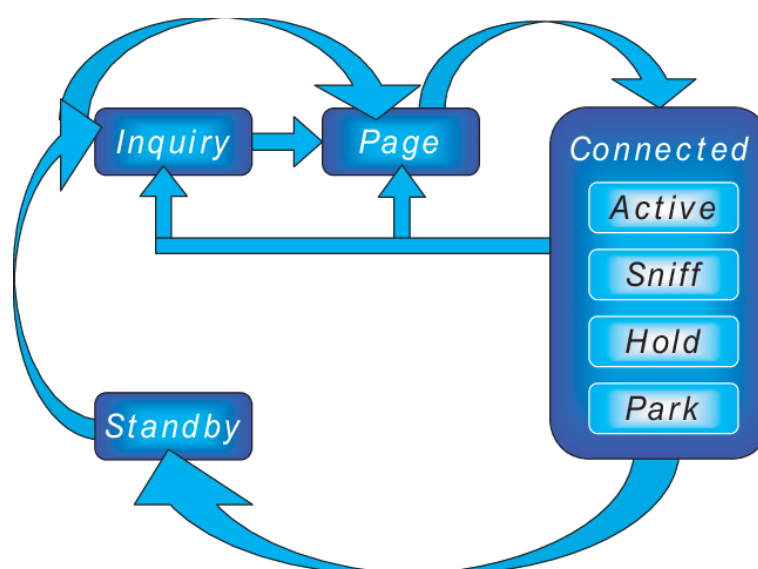 Inquiry
Page
Connected
Active
Sniff
Hold
Park
Standby